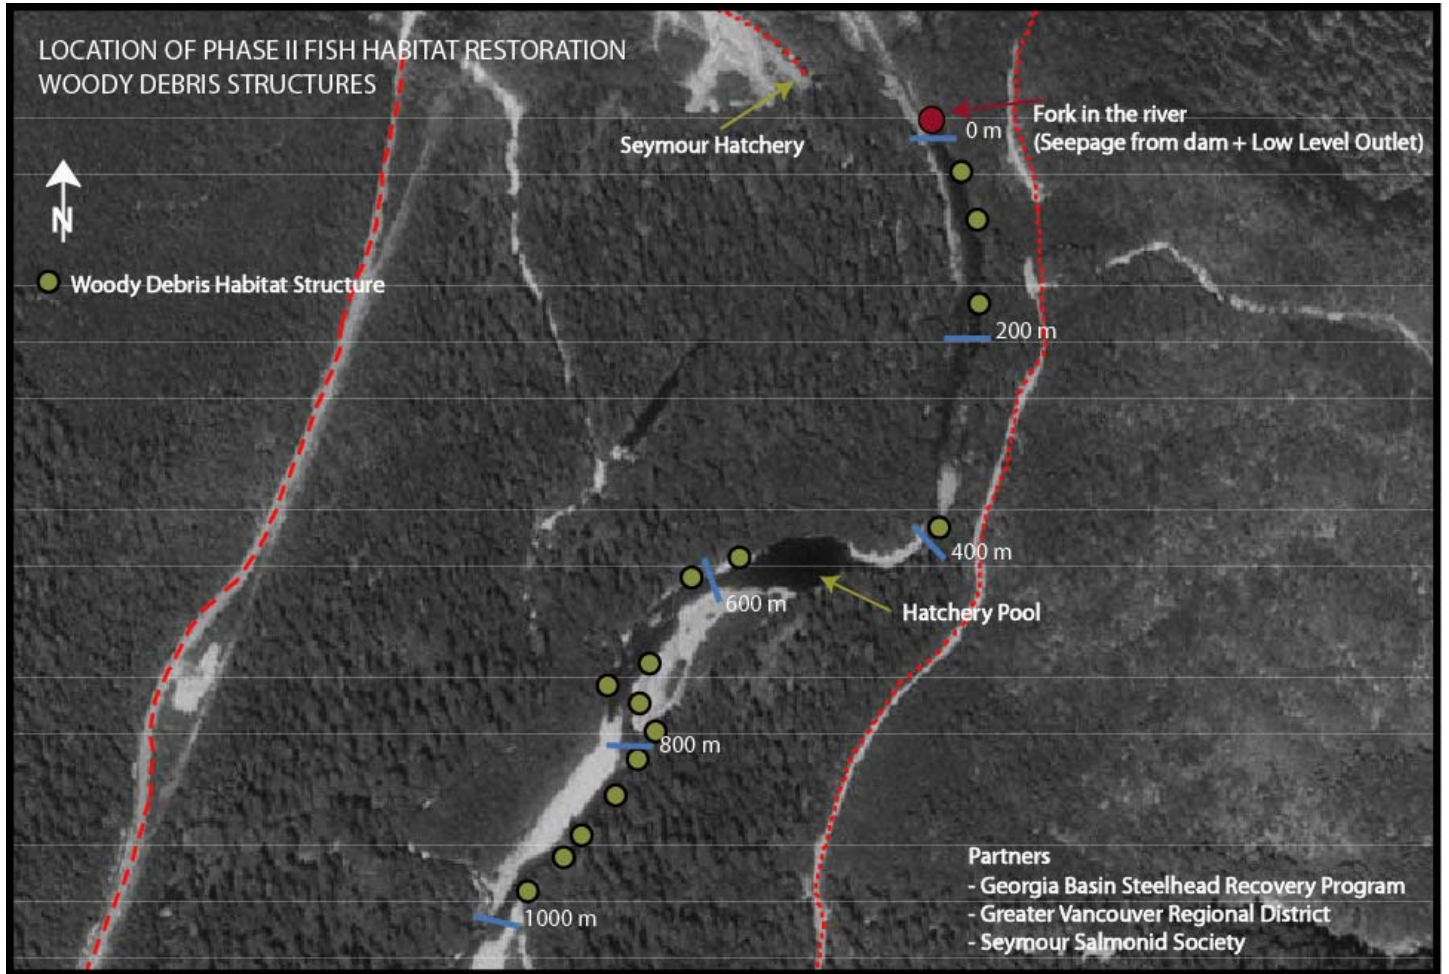 LOCATION OF PHASE II FISH HABITAT RESTORATION
WOODY DEBRIS STRUCTURES
Seymour Hatchery
0 m
Fork in the river
(Seepage from dam + Low Level Outlet)
N
Woody Debris Habitat Structure
200 m
400 m
600 m
Hatchery Pool
800 m
1000 m
Partners
- Georgia Basin Steelhead Recovery Program
- Greater Vancouver Regional District
- Seymour Salmonid Society